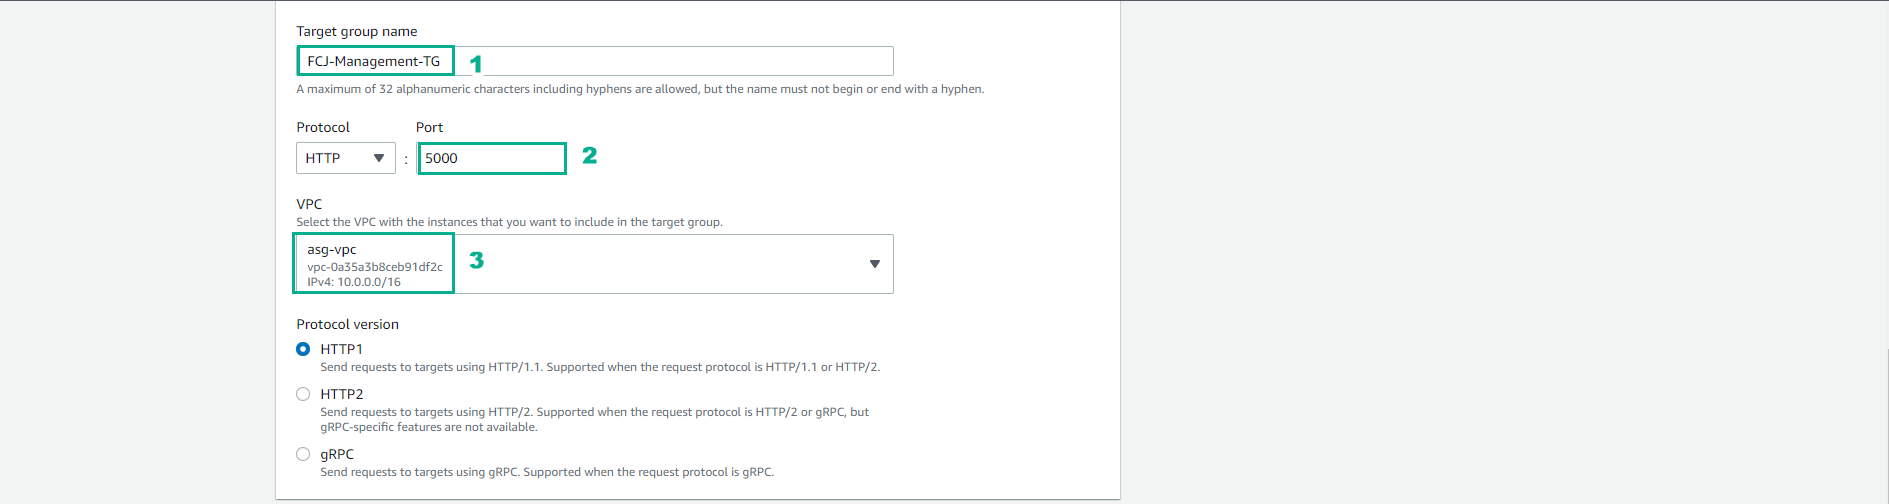 Target group name
FCJ-Management-TG 1
A maximum of 32 alphanumeric characters including hyphens are allowed, but the name must not begin or end with a hyphen.
Protocol Port
HTTP : 5000 2
VPC
Select the VPC with the instances that you want to include in the target group.
asg-vpc
vpc-0a35a3b8ceb91df2c 3
IPv4: 10.0.0.0/16
Protocol version
HTTP1
Send requests to targets using HTTP/1.1. Supported when the request protocol is HTTP/1.1 or HTTP/2.
HTTP2
Send requests to targets using HTTP/2. Supported when the request protocol is HTTP/2 or gRPC, but
gRPC-specific features are not available.
gRPC
Send requests to targets using gRPC. Supported when the request protocol is gRPC.